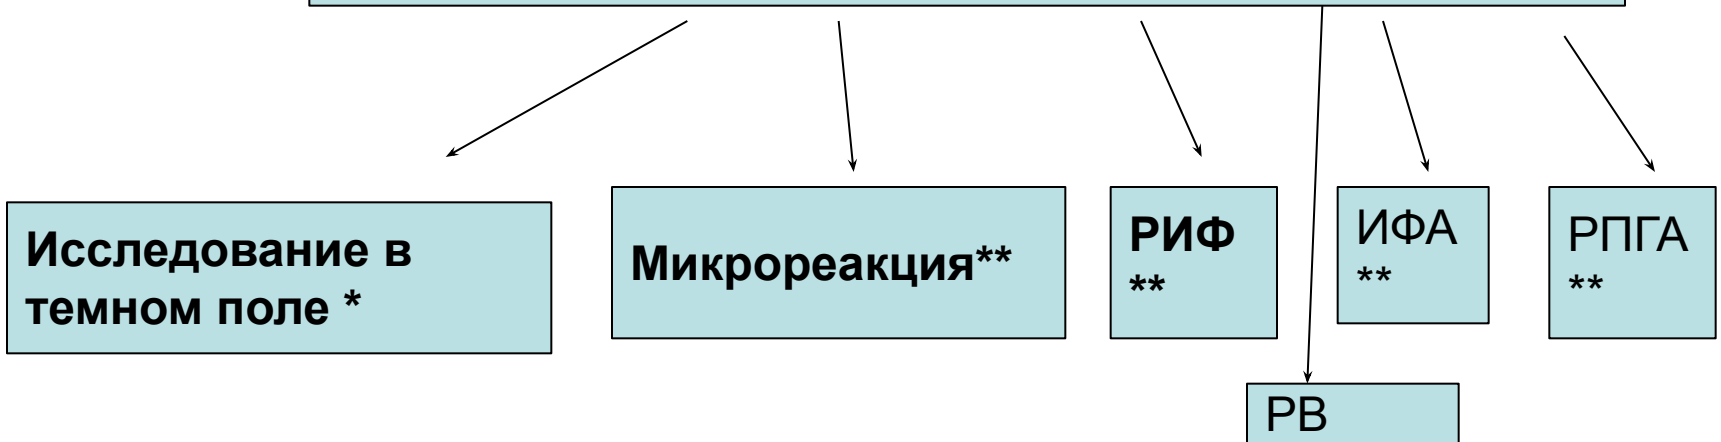 Исследование в
темном поле *
Микрореакция**
РИФ
**
ИФА
**
РПГА
**
РВ